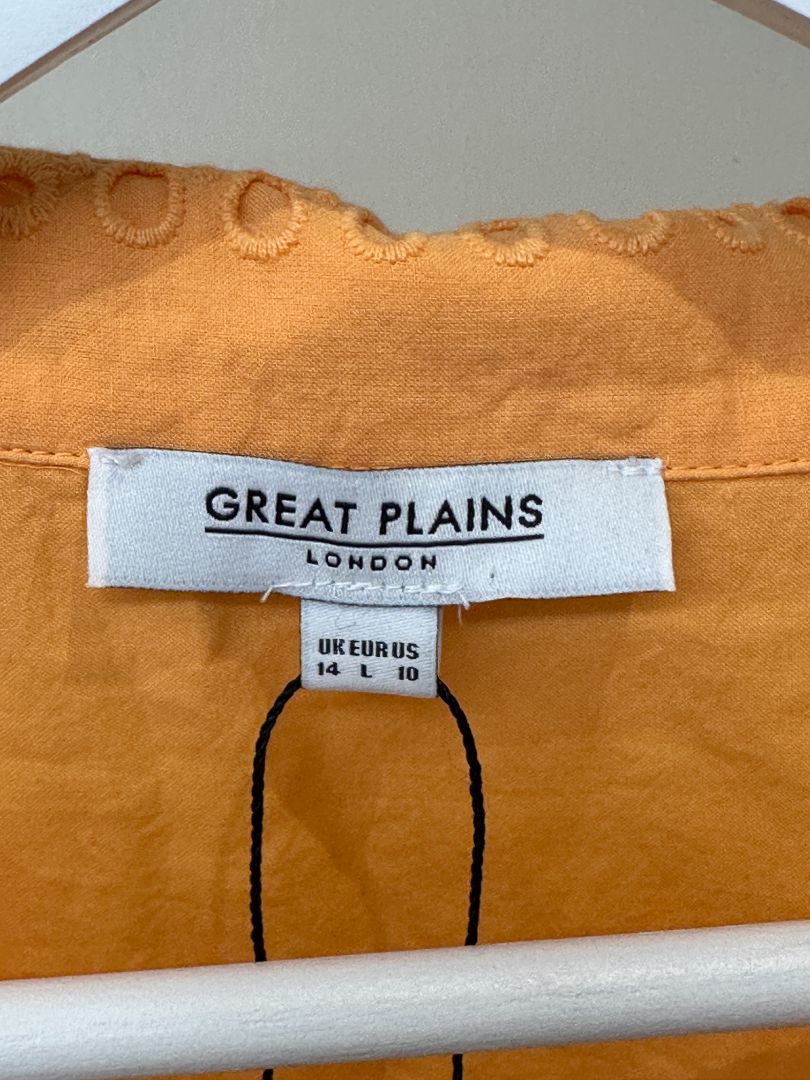 GREAT PLAINS
LONDON
UK EUR US
14 L 10